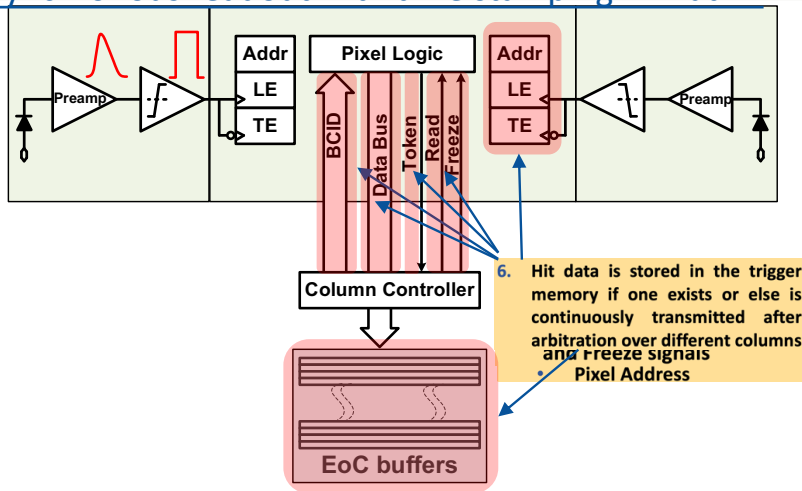 Addr
Pixel Logic
Addr
Preamp
LE
LE
Preamp
TE
TE
BCID
Data Bus
Token
Read
Freeze
6. Hit data is stored in the trigger
memory if one exists or else is
continuously transmitted after
arbitration over different columns
and Freeze signals
• Pixel Address
Column Controller
EoC buffers